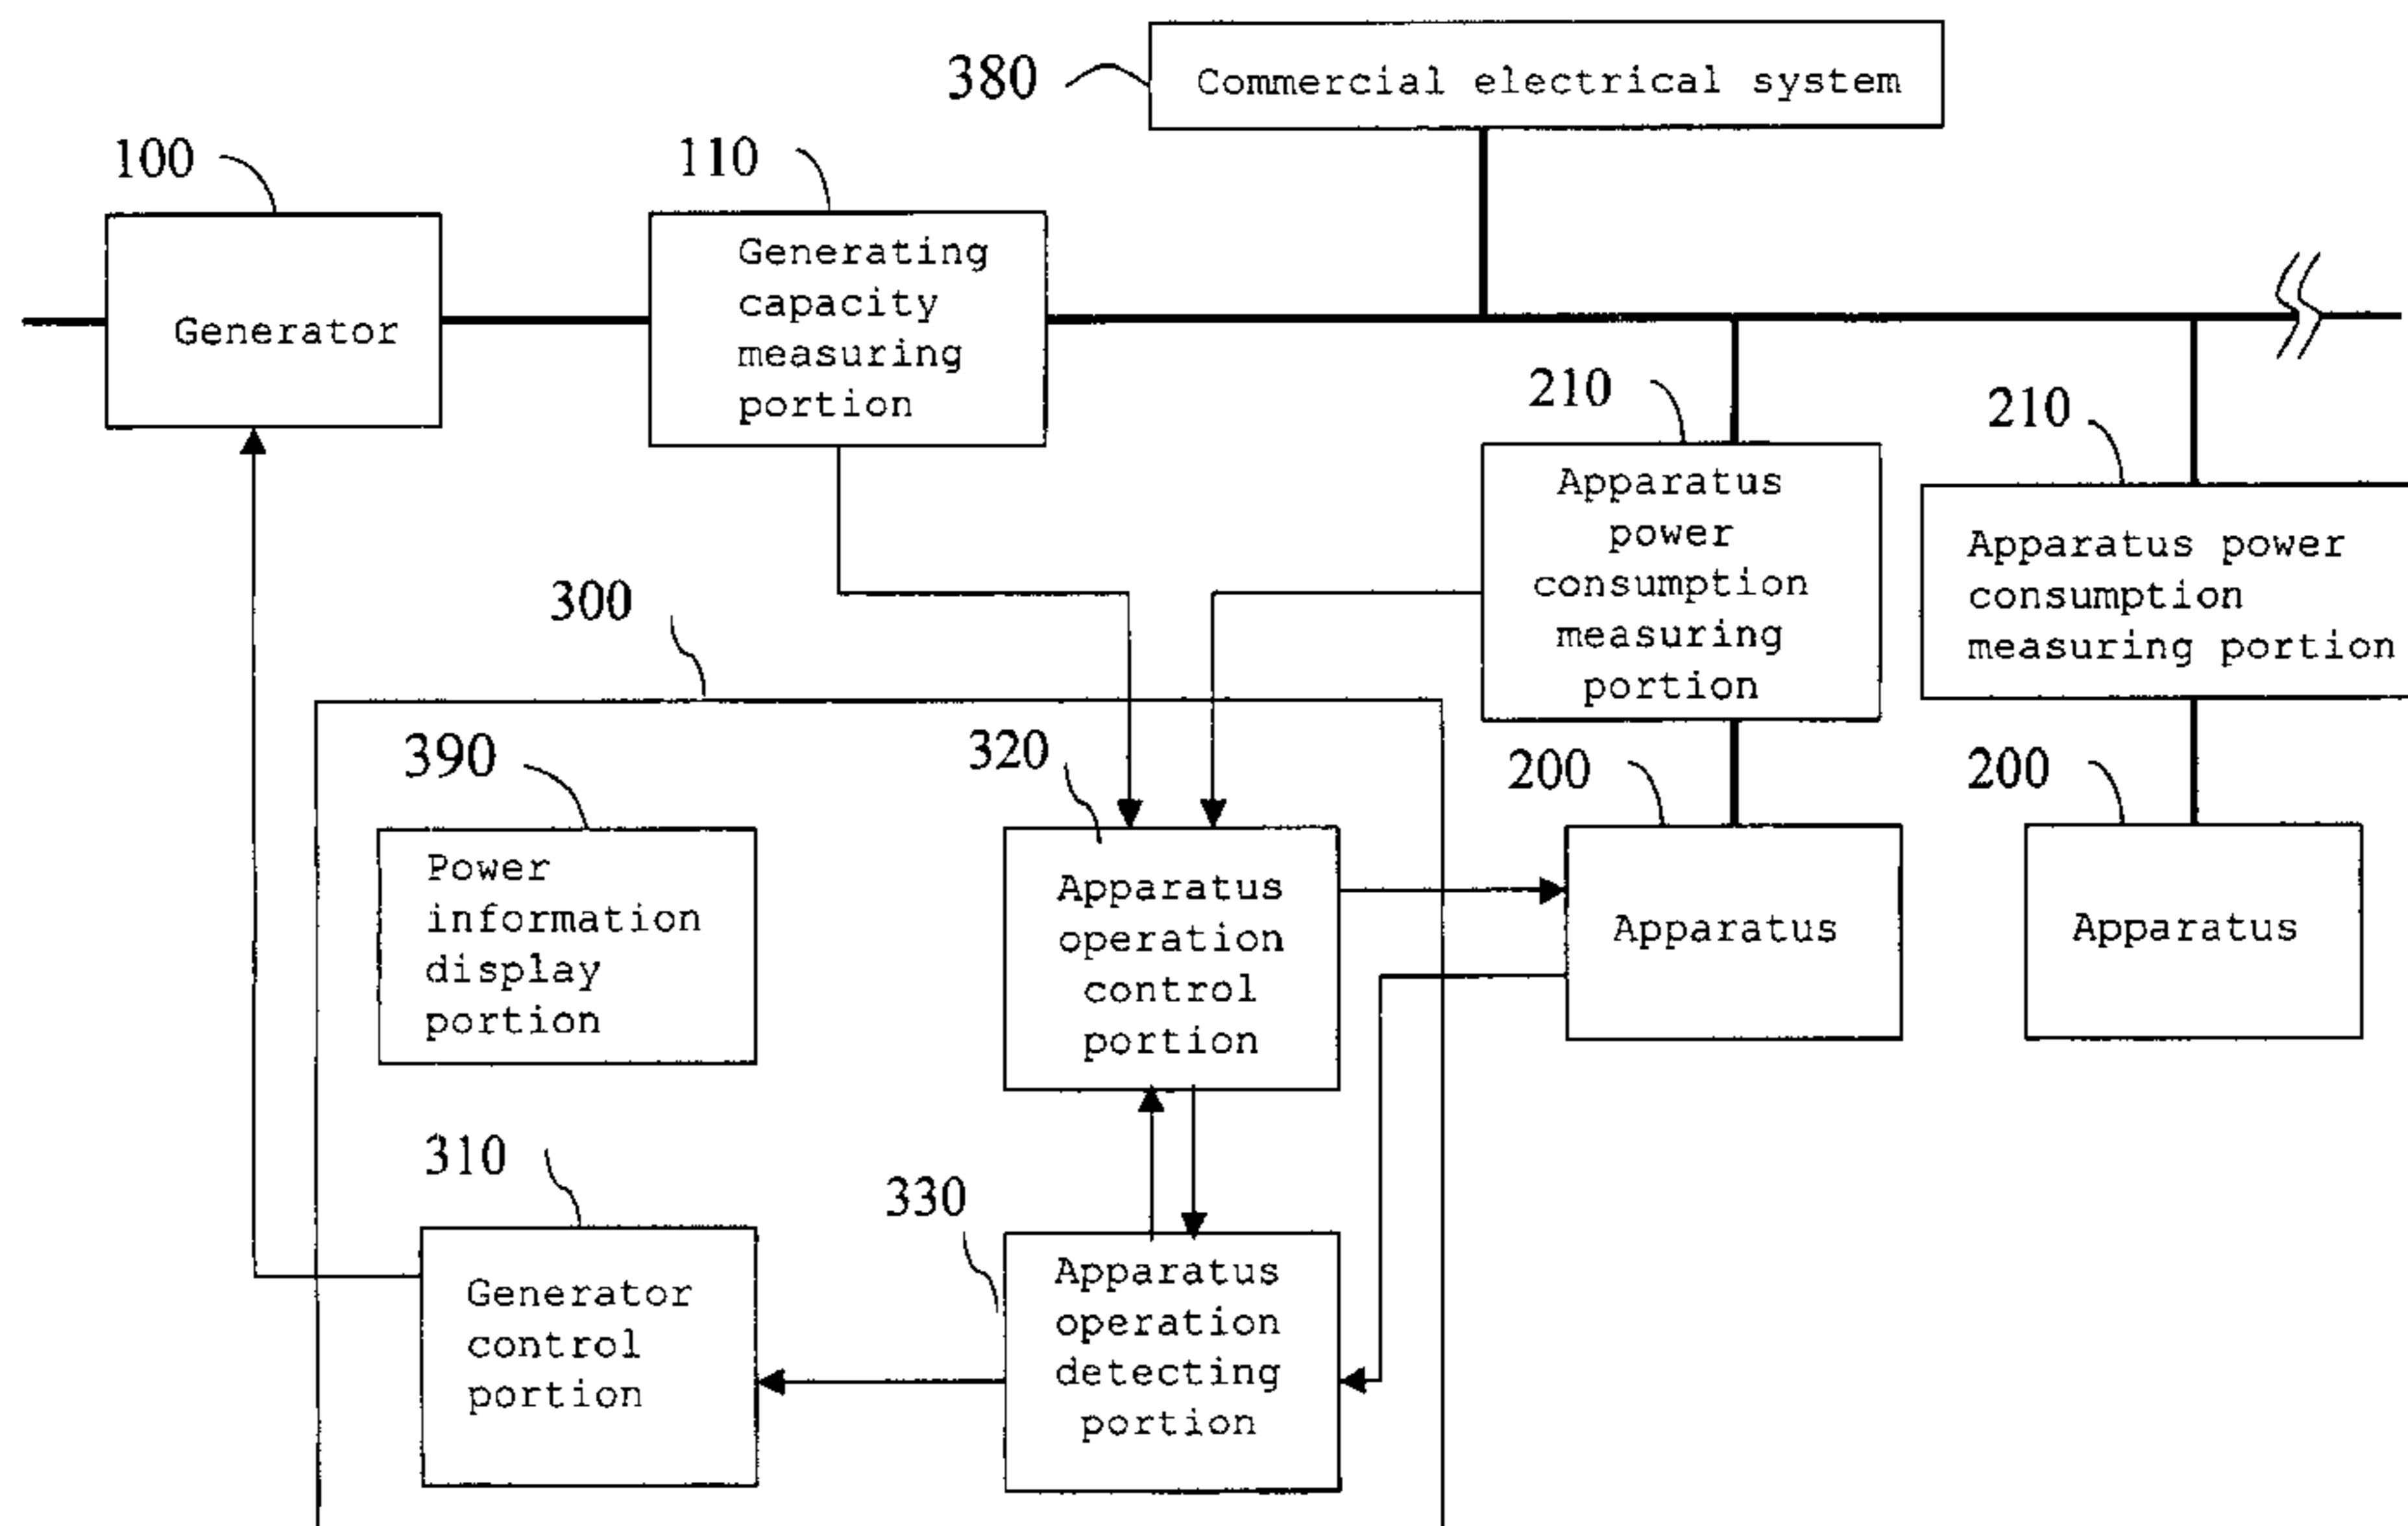 380
Commercial electrical system
100
110
Generator
Generating
capacity
measuring
portion
210
210
Apparatus
power
consumption
measuring
portion
Apparatus power
consumption
measuring portion
300
390
320
200
200
Power
information
display
portion
Apparatus
operation
control
portion
Apparatus
Apparatus
310
330
Generator
control
portion
Apparatus
operation
detecting
portion